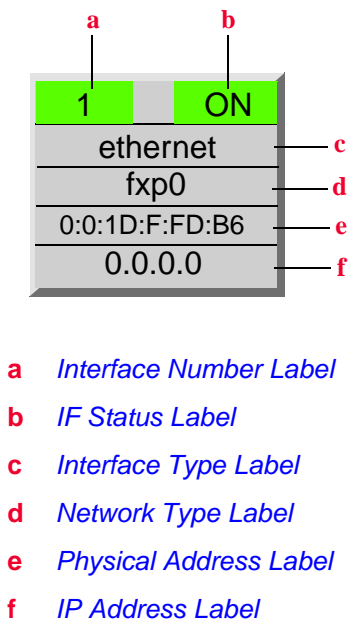 a b
1 ON
ethernet c
fxp0 d
0:0:1D:F:FD:B6 e
0.0.0.0 f
a Interface Number Label
b IF Status Label
c Interface Type Label
d Network Type Label
e Physical Address Label
f IP Address Label